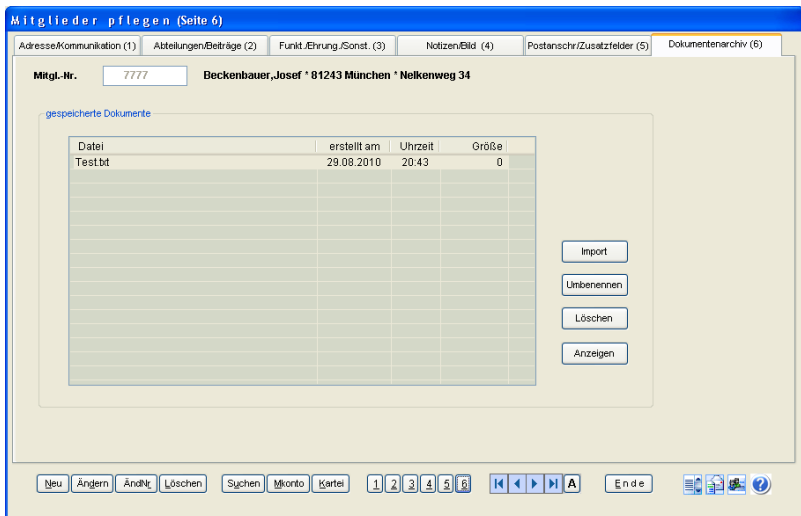 Mitglieder pflegen (Seite 6)
Adresse/Kommunikation (1) Abteilungen/Beiträge (2) Funkt./Ehrung./Sonst. (3) Notizen/Bild (4) Postanschr/Zusatzfelder (5) Dokumentenarchiv (6)
Mitgl.-Nr. 7777 Beckenbauer,Josef * 81243 München * Nelkenweg 34
gespeicherte Dokumente
Datei erstellt am Uhrzeit Größe
Test.txt 29.08.2010 20:43 0
Import
Umbenennen
Löschen
Anzeigen
Neu Ändern ÄndNr Löschen Suchen Mkonto Kartei 1 2 3 4 5 6 A Ende ?